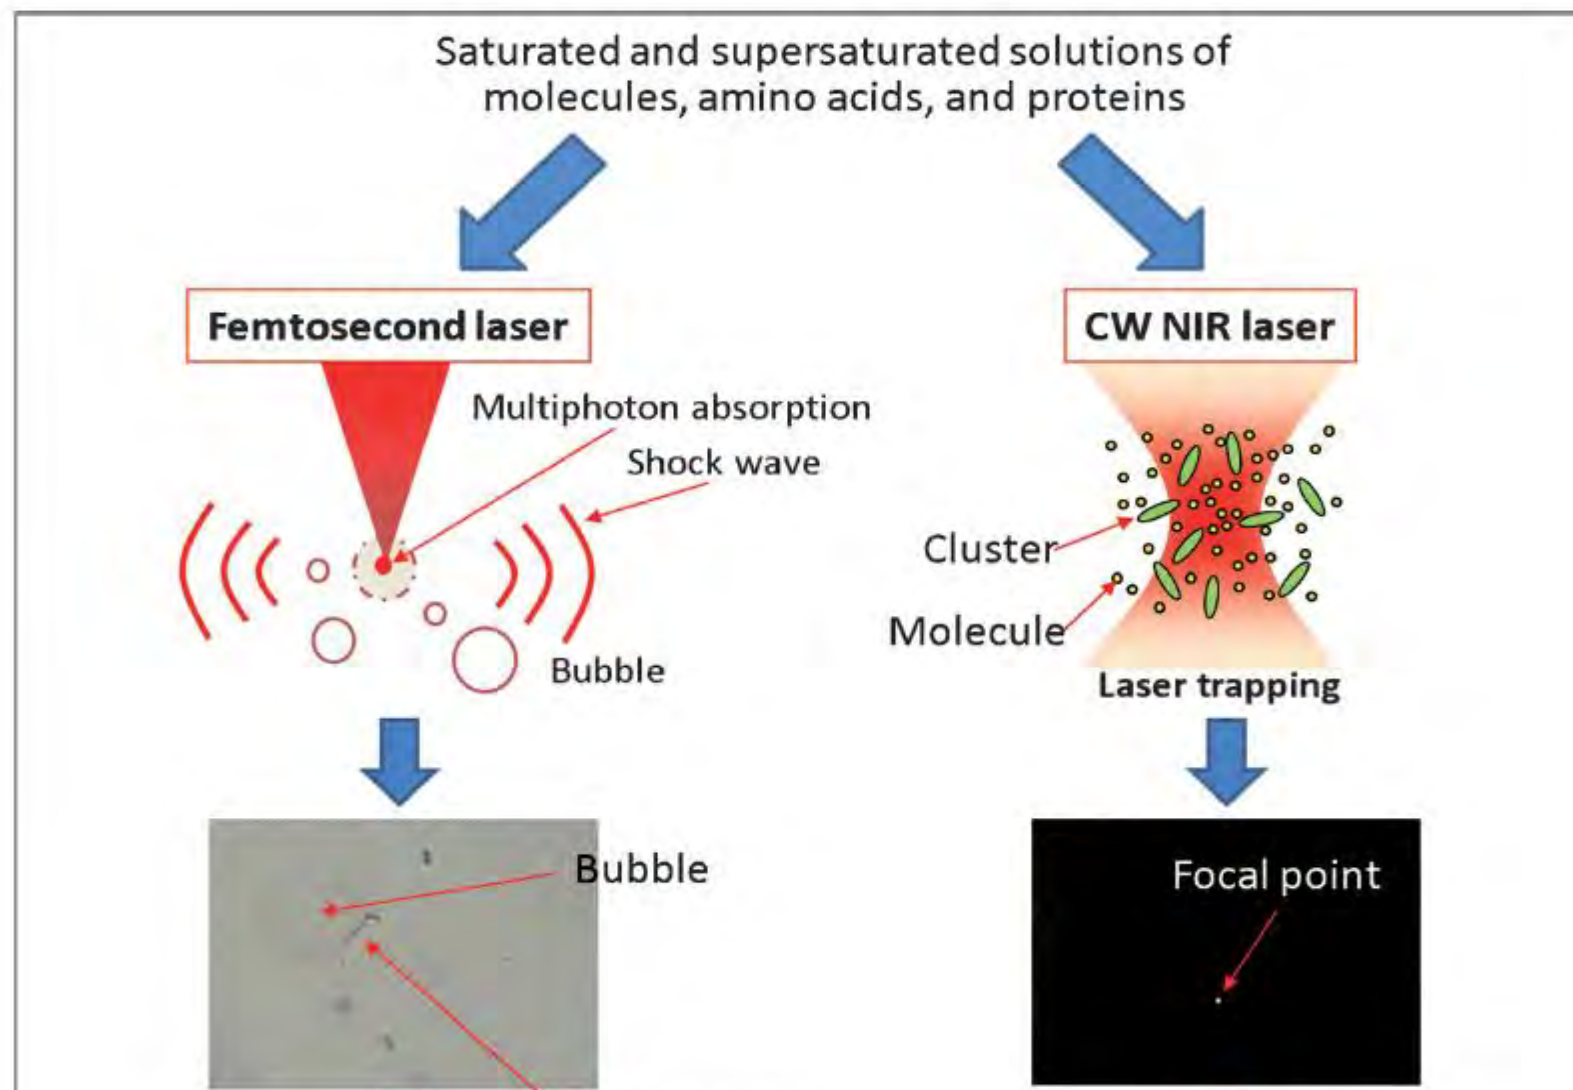 Saturated and supersaturated solutions of
molecules, amino acids, and proteins
Femtosecond laser
Multiphoton absorption
Shock wave
Bubble
CW NIR laser
Cluster
Molecule
Laser trapping
Bubble
Focal point